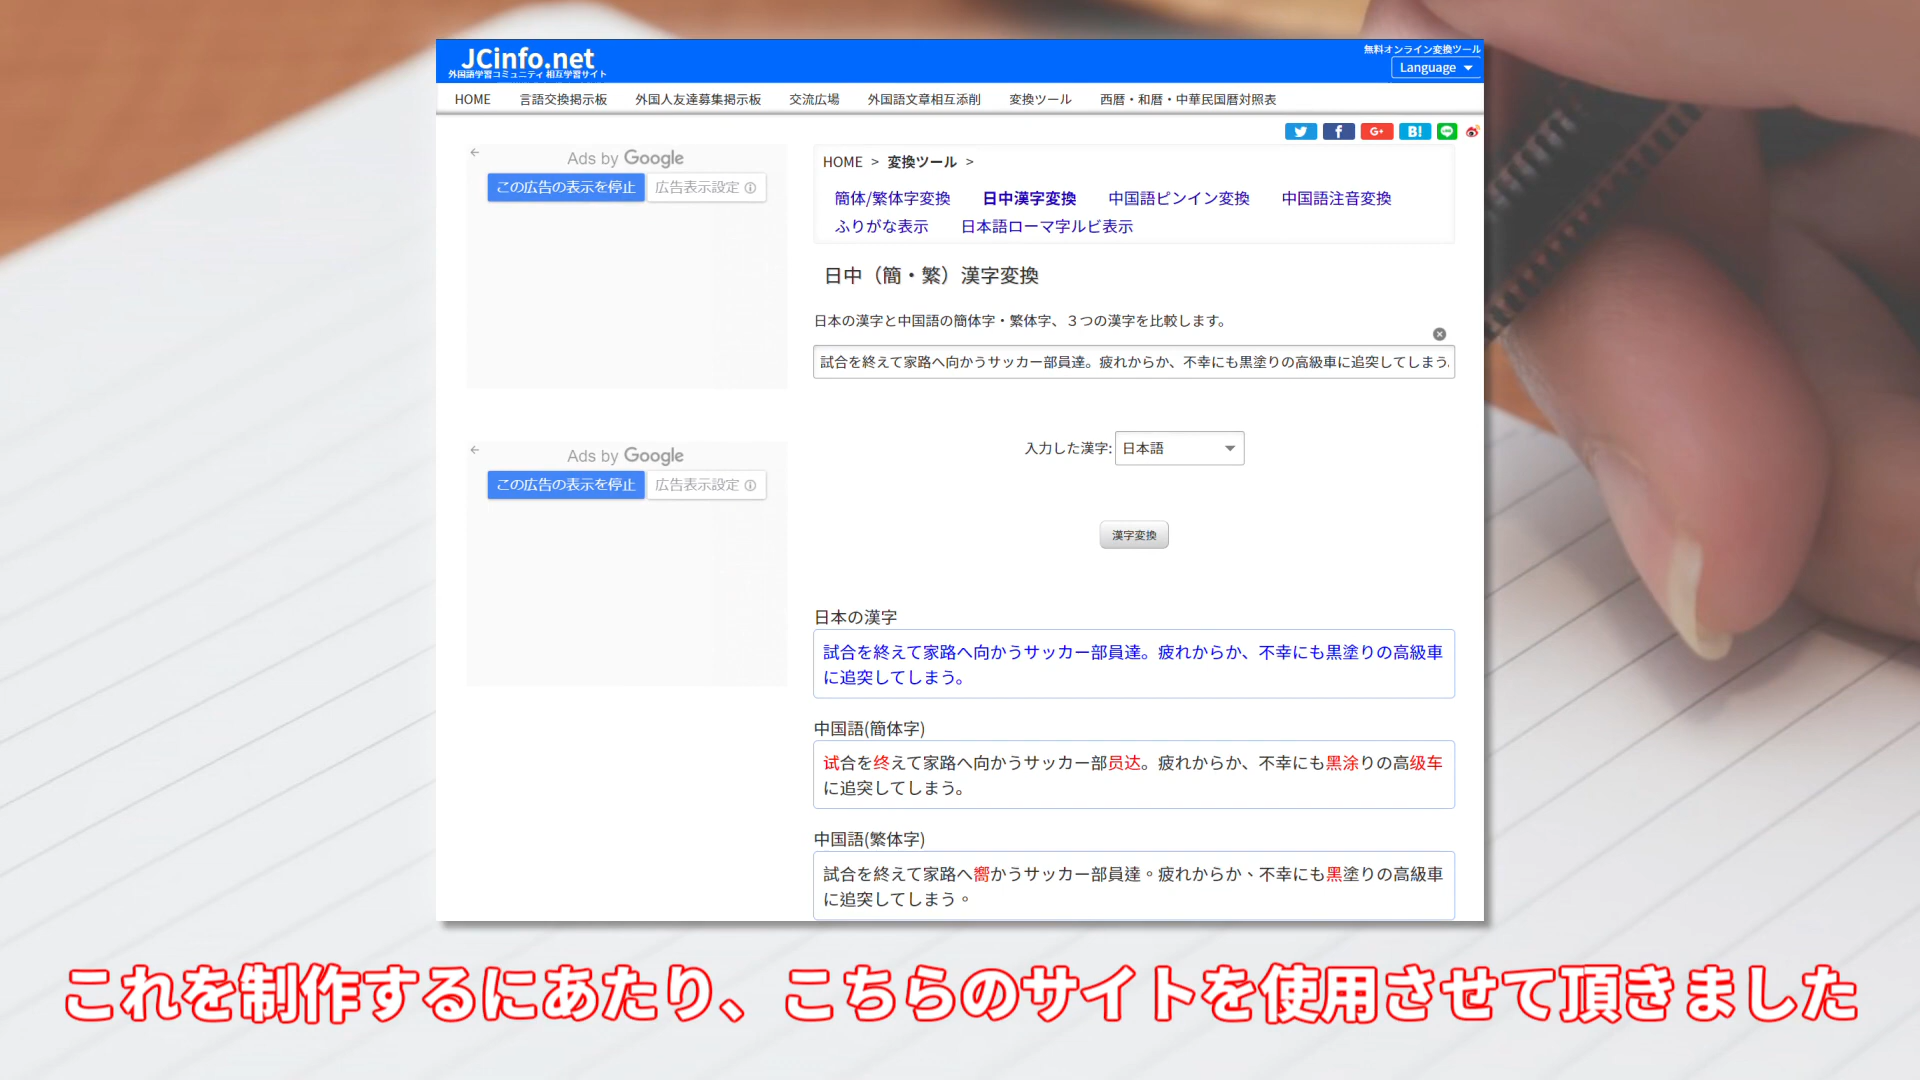 JCinfo.net
外国語学習コミュニティ 相互学習サイト
無料オンライン変換ツール
Language
HOME 言語交換掲示板 外国人友達募集掲示板 交流広場 外国語文章相互添削 変換ツール 西暦・和暦・中華民国暦対照表
f G+ B! LINE
Ads by Google
この広告の表示を停止 広告表示設定
Ads by Google
この広告の表示を停止 広告表示設定
HOME > 変換ツール >
簡体/繁体字変換 日中漢字変換 中国語ピンイン変換 中国語注音変換
ふりがな表示 日本語ローマ字ルビ表示
日中（簡・繁）漢字変換
日本の漢字と中国語の簡体字・繁体字、３つの漢字を比較します。
試合を終えて家路へ向かうサッカー部員達。疲れからか、不幸にも黒塗りの高級車に追突してしまう。
入力した漢字: 日本語
漢字変換
日本の漢字
試合を終えて家路へ向かうサッカー部員達。疲れからか、不幸にも黒塗りの高級車
に追突してしまう。
中国語(簡体字)
试合を终えて家路へ向かうサッカー部员达。疲れからか、不幸にも黑涂りの高级车
に追突してしまう。
中国語(繁体字)
試合を終えて家路へ嚮かうサッカー部員達。疲れからか、不幸にも黑塗りの高級車
に追突してしまう。
これを制作するにあたり、こちらのサイトを使用させて頂きました